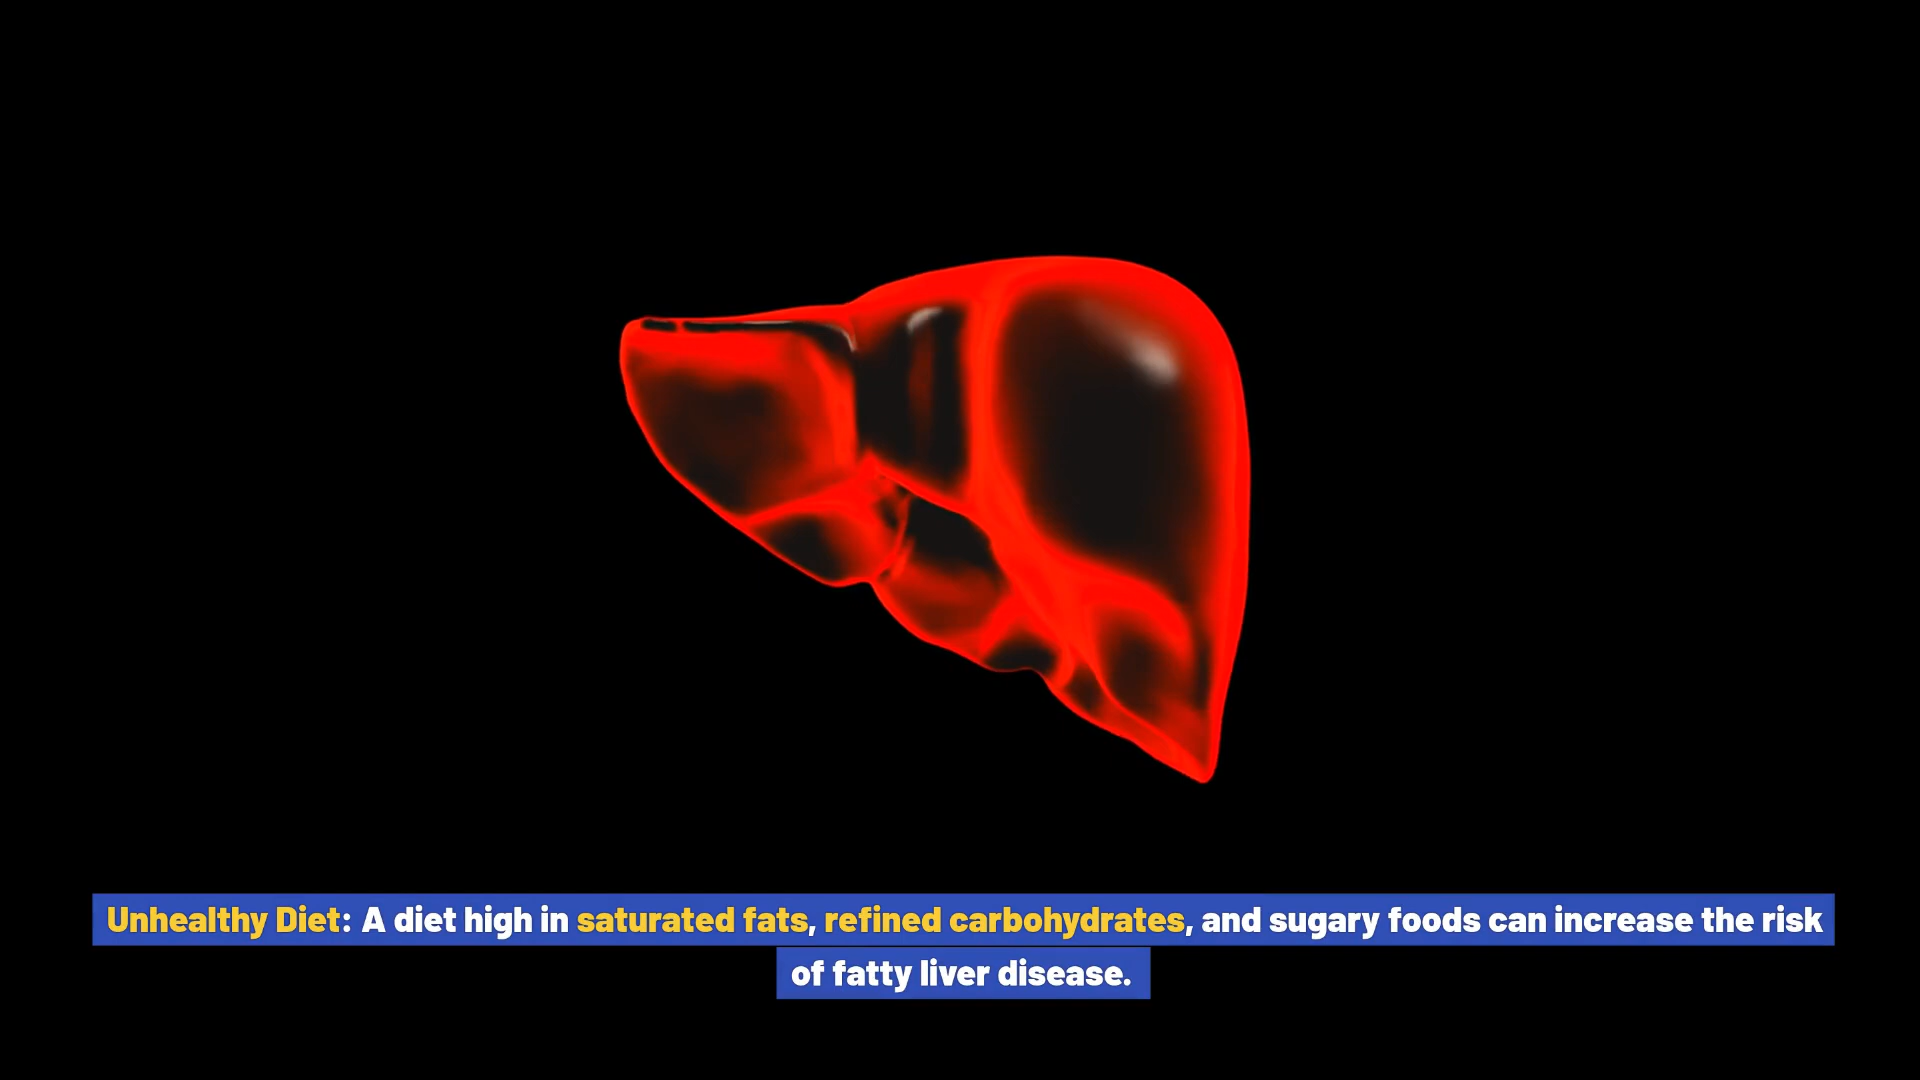 Unhealthy Diet: A diet high in saturated fats, refined carbohydrates, and sugary foods can increase the risk
of fatty liver disease.